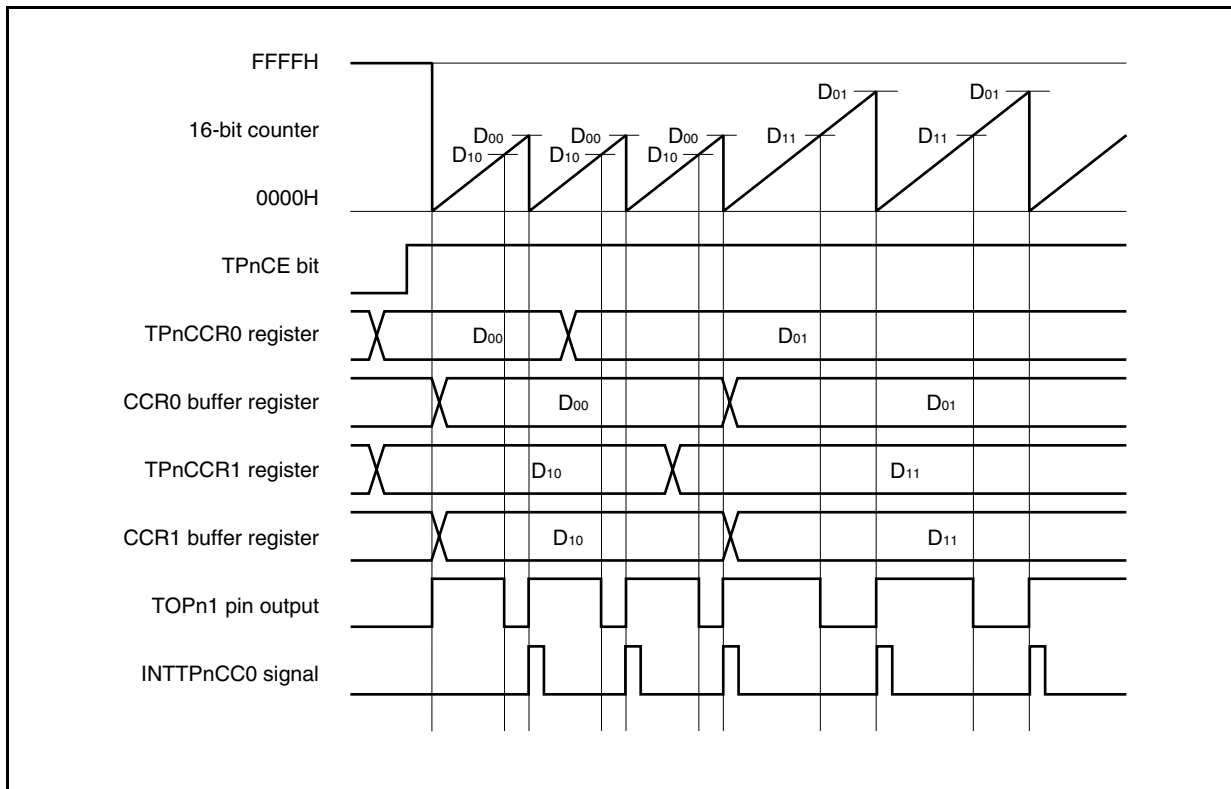 FFFFH
D01 D01
16-bit counter D00 D00 D00 D11 D11
D10 D10 D10
0000H
TPnCE bit
TPnCCR0 register D00 D01
CCR0 buffer register D00 D01
TPnCCR1 register D10 D11
CCR1 buffer register D10 D11
TOPn1 pin output
INTTPnCC0 signal